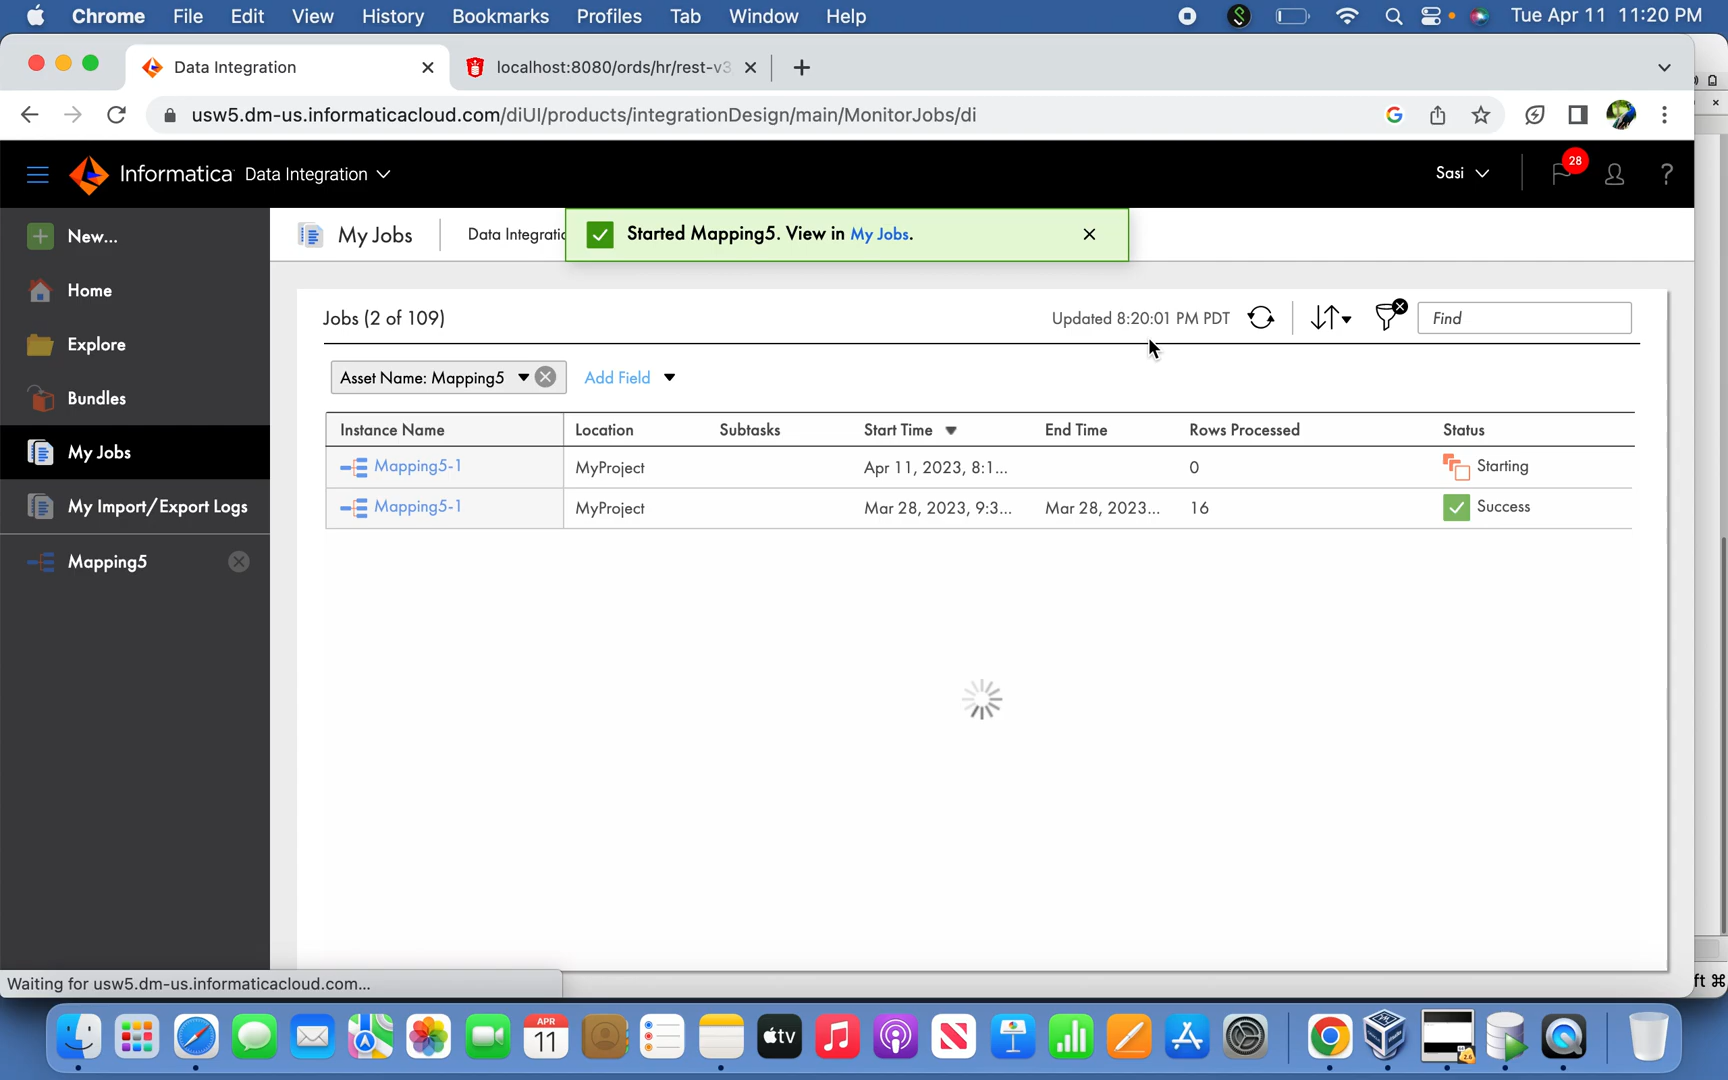 Chrome File Edit View History Bookmarks Profiles Tab Window Help Tue Apr 11 11:20 PM
Data Integration localhost:8080/ords/hr/rest-v3
usw5.dm-us.informaticacloud.com/diUI/products/integrationDesign/main/MonitorJobs/di
Informatica Data Integration Sasi 28 ?
New...
Home
Explore
Bundles
My Jobs
My Import/Export Logs
Mapping5
My Jobs Data Integratio Started Mapping5. View in My Jobs.
Jobs (2 of 109) Updated 8:20:01 PM PDT Find
Asset Name: Mapping5 Add Field
Instance Name Location Subtasks Start Time End Time Rows Processed Status
Mapping5-1 MyProject Apr 11, 2023, 8:1... 0 Starting
Mapping5-1 MyProject Mar 28, 2023, 9:3... Mar 28, 2023... 16 Success
Waiting for usw5.dm-us.informaticacloud.com...
ft ⌘
APR
11
tv